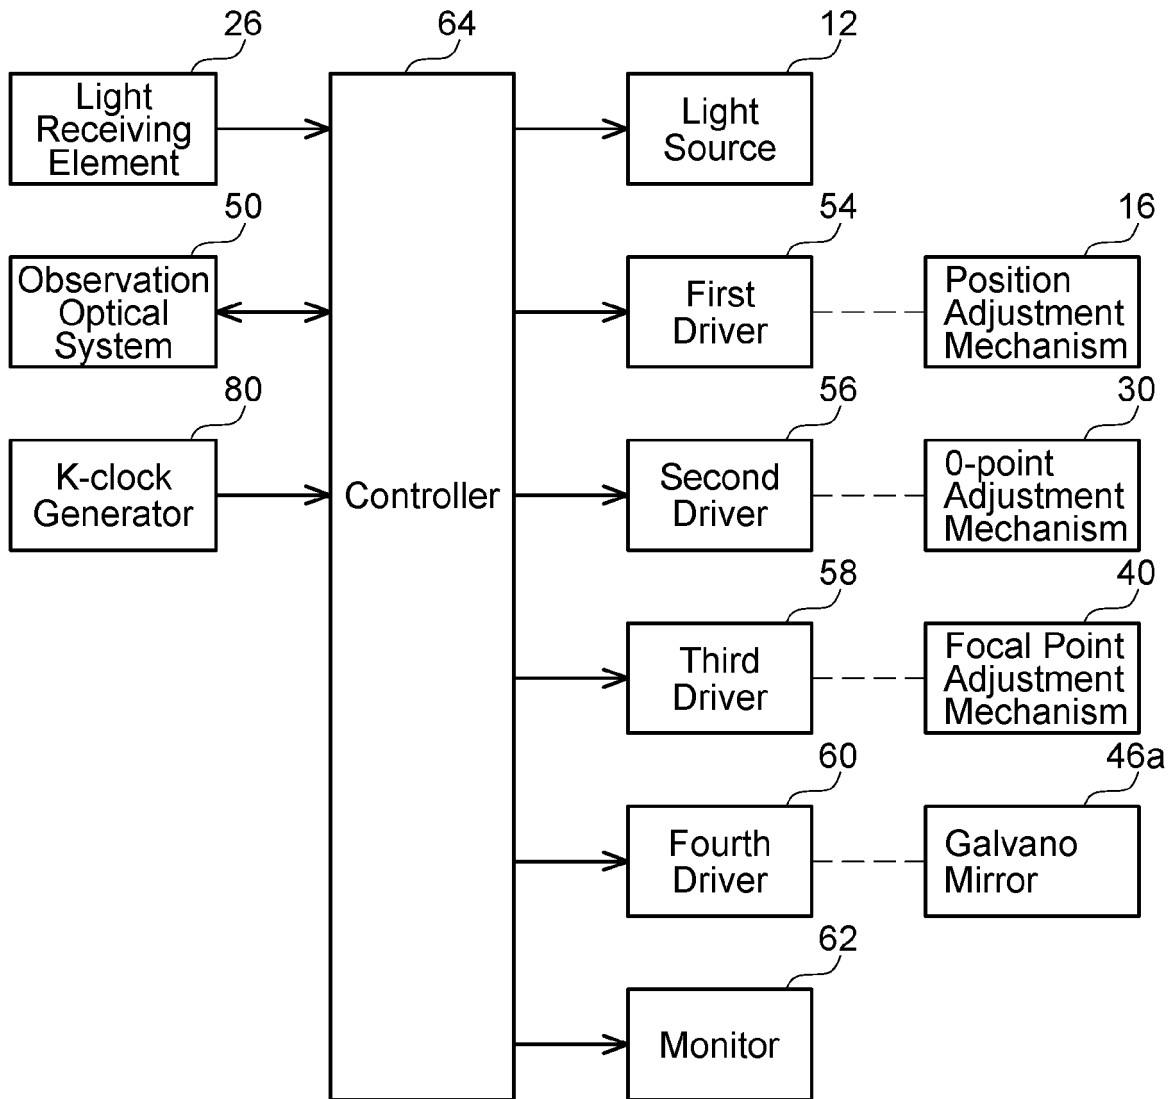 26
64
12
Light
Receiving
Element
Light
Source
50
54
16
Observation
Optical
System
First
Driver
Position
Adjustment
Mechanism
80
56
30
K-clock
Generator
Controller
Second
Driver
0-point
Adjustment
Mechanism
58
40
Third
Driver
Focal Point
Adjustment
Mechanism
60
46a
Fourth
Driver
Galvano
Mirror
62
Monitor